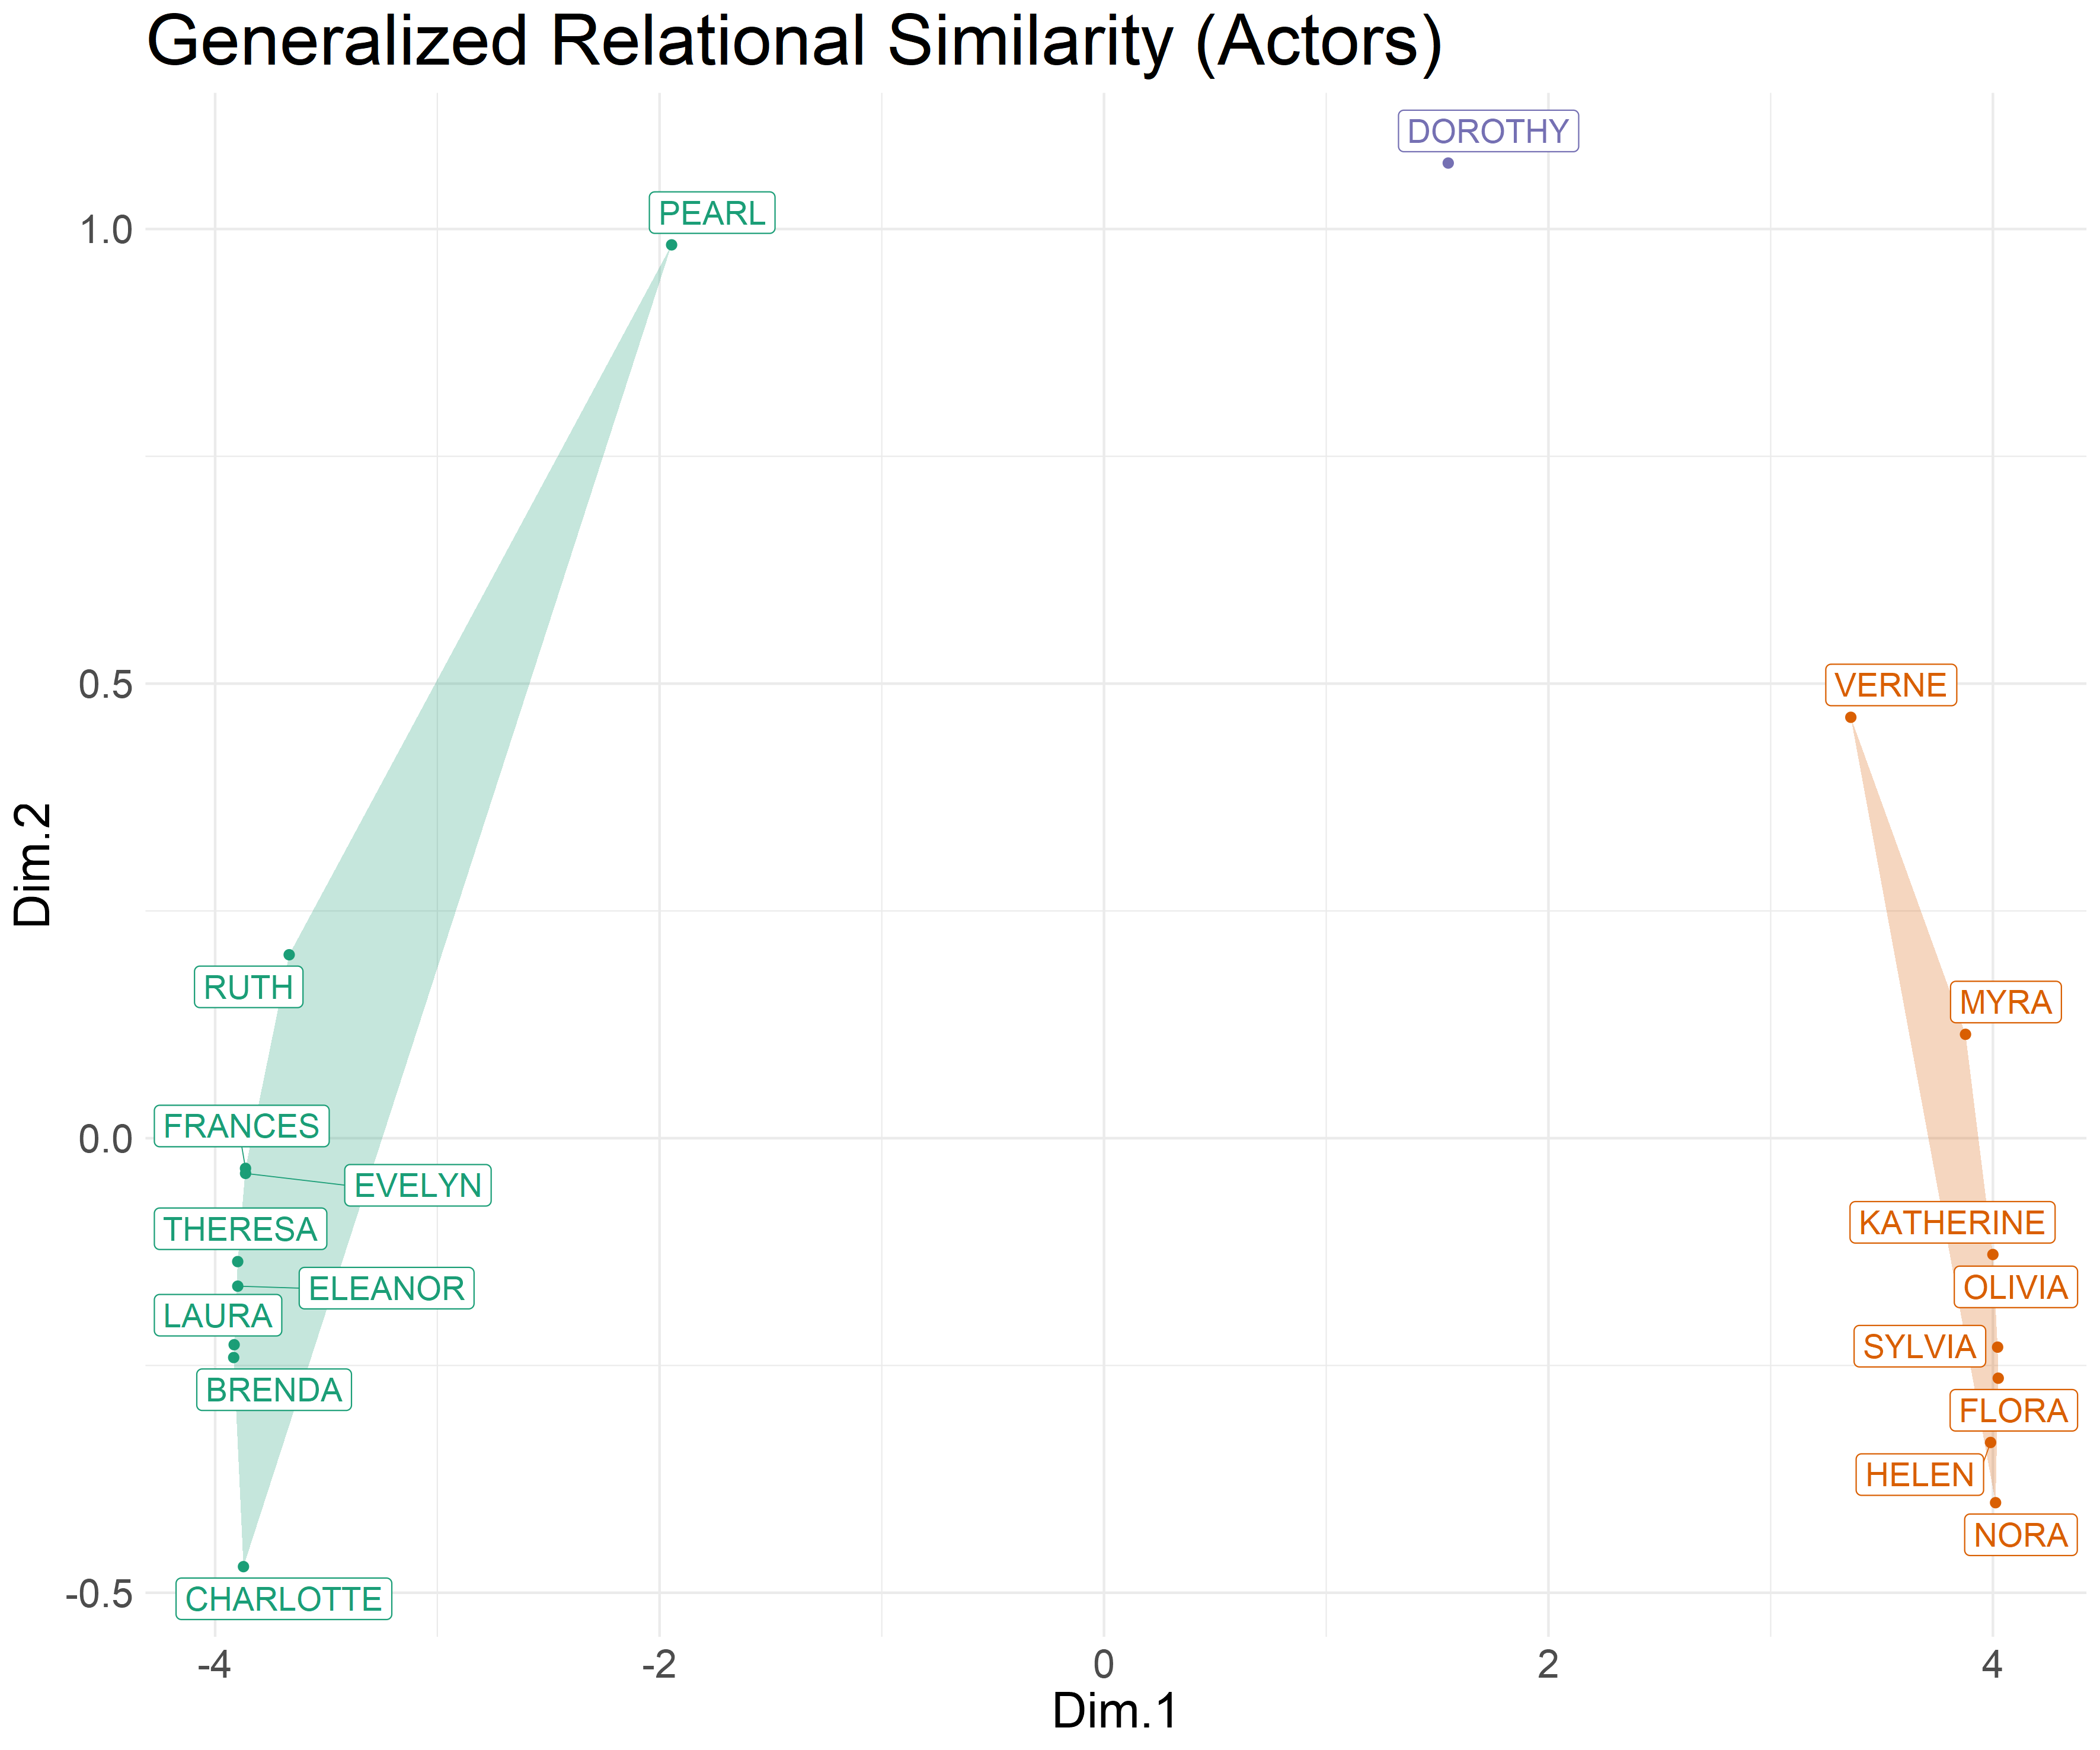 Generalized Relational Similarity (Actors)
DOROTHY
PEARL
1.0
VERNE
0.5
RUTH
MYRA
FRANCES
0.0
EVELYN
THERESA
KATHERINE
ELEANOR
OLIVIA
LAURA
SYLVIA
BRENDA
FLORA
HELEN
NORA
CHARLOTTE
-0.5
-4
-2
0
2
4
Dim.1
Dim.2